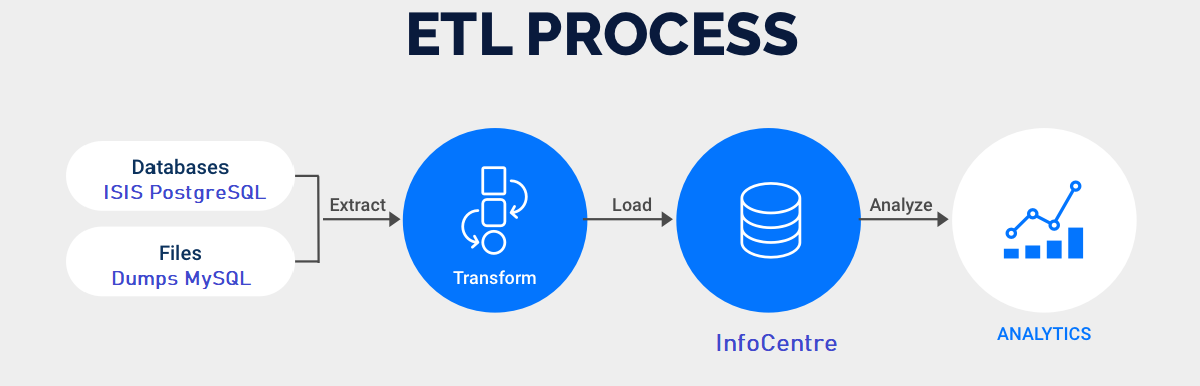 ETL PROCESS
Databases
ISIS PostgreSQL
Files
Dumps MySQL
Extract
Transform
Load
InfoCentre
Analyze
ANALYTICS